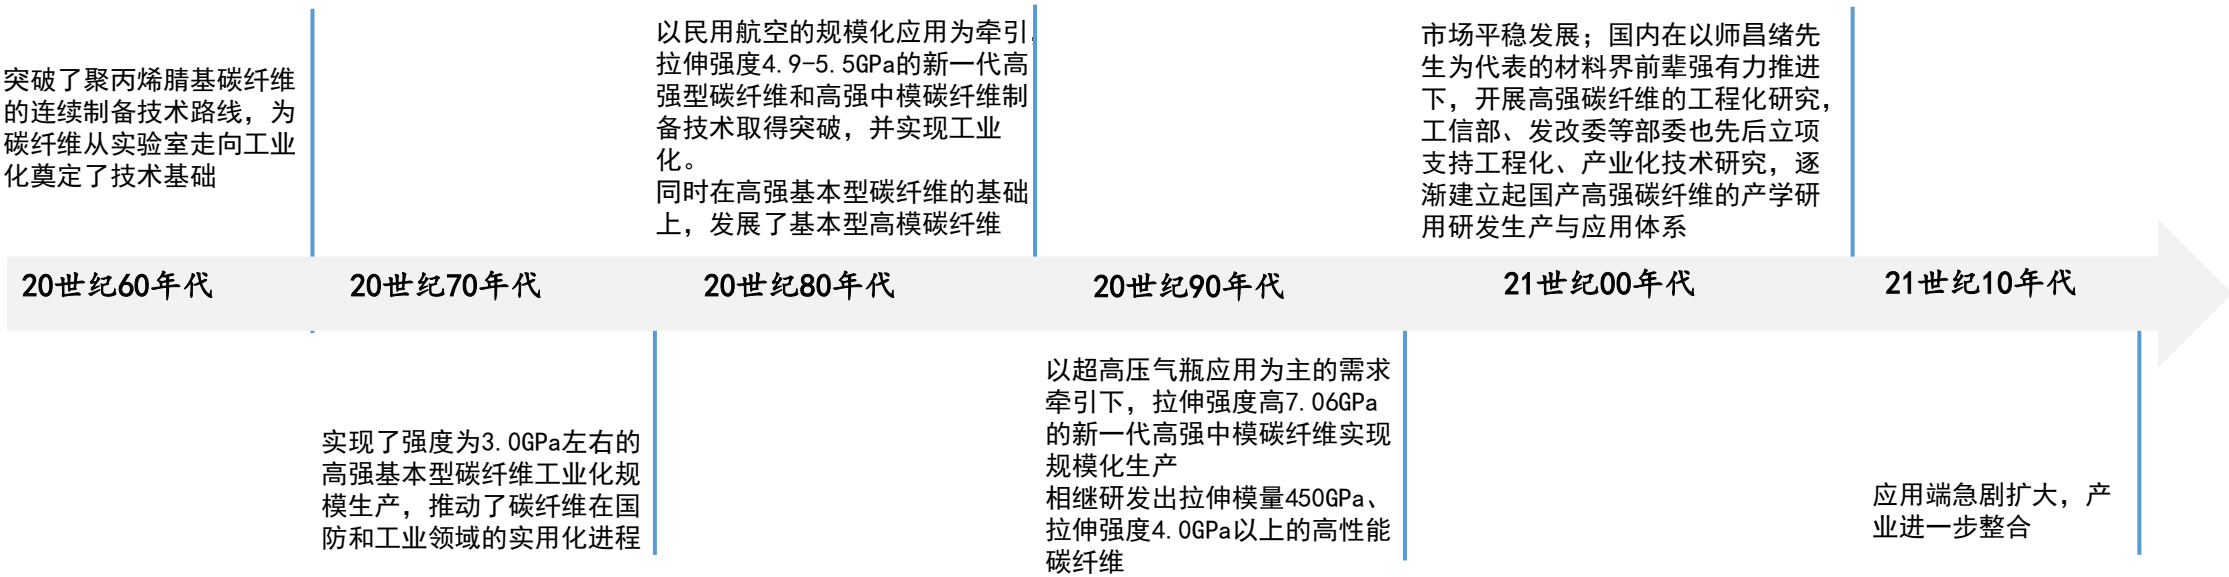 突破了聚丙烯腈基碳纤维
的连续制备技术路线，为
碳纤维从实验室走向工业
化奠定了技术基础
以民用航空的规模化应用为牵引，
拉伸强度4.9-5.5GPa的新一代高
强型碳纤维和高强中模碳纤维制
备技术取得突破，并实现工业
化。
同时在高强基本型碳纤维的基础
上，发展了基本型高模碳纤维
市场平稳发展；国内在以师昌绪先
生为代表的材料界前辈强有力推进
下，开展高强碳纤维的工程化研究，
工信部、发改委等部委也先后立项
支持工程化、产业化技术研究，逐
渐建立起国产高强碳纤维的产学研
用研发生产与应用体系
20世纪60年代
20世纪70年代
20世纪80年代
20世纪90年代
21世纪00年代
21世纪10年代
实现了强度为3.0GPa左右的
高强基本型碳纤维工业化规
模生产，推动了碳纤维在国
防和工业领域的实用化进程
以超高压气瓶应用为主的需求
牵引下，拉伸强度高7.06GPa
的新一代高强中模碳纤维实现
规模化生产
相继研发出拉伸模量450GPa、
拉伸强度4.0GPa以上的高性能
碳纤维
应用端急剧扩大，产
业进一步整合